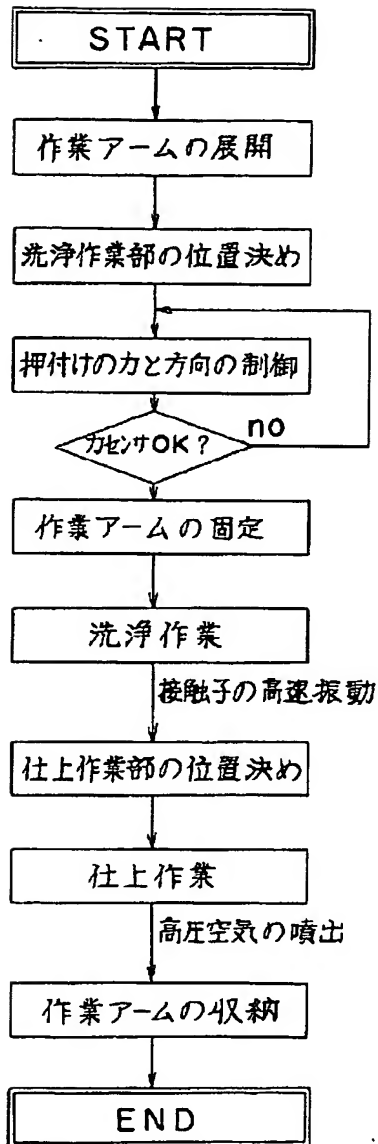 START
作業アームの展開
洗浄作業部の位置決め
押付けの力と方向の制御
力センサOK?
no
作業アームの固定
洗浄作業
接触子の高速振動
仕上作業部の位置決め
仕上作業
高圧空気の噴出
作業アームの収納
END